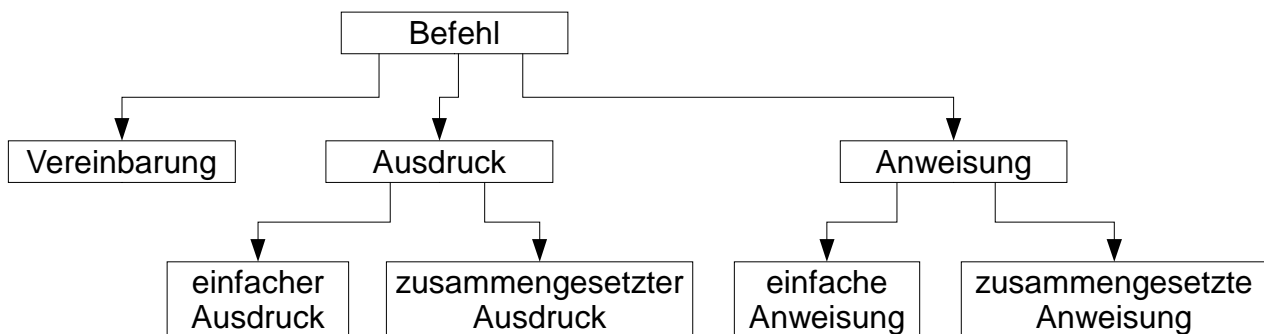 Befehl
Vereinbarung
Ausdruck
Anweisung
einfacher
Ausdruck
zusammengesetzter
Ausdruck
einfache
Anweisung
zusammengesetzte
Anweisung